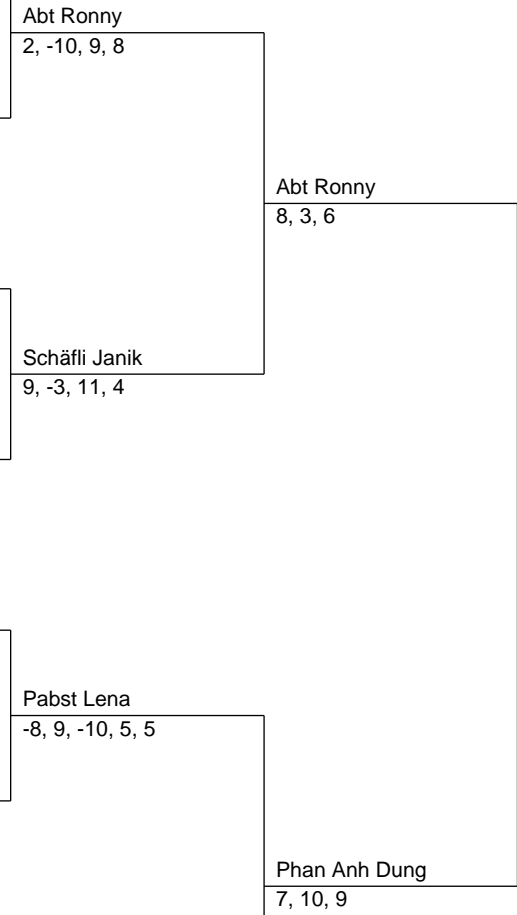 Abt Ronny
2, -10, 9, 8
Abt Ronny
8, 3, 6
Schäfli Janik
9, -3, 11, 4
Pabst Lena
-8, 9, -10, 5, 5
Phan Anh Dung
7, 10, 9